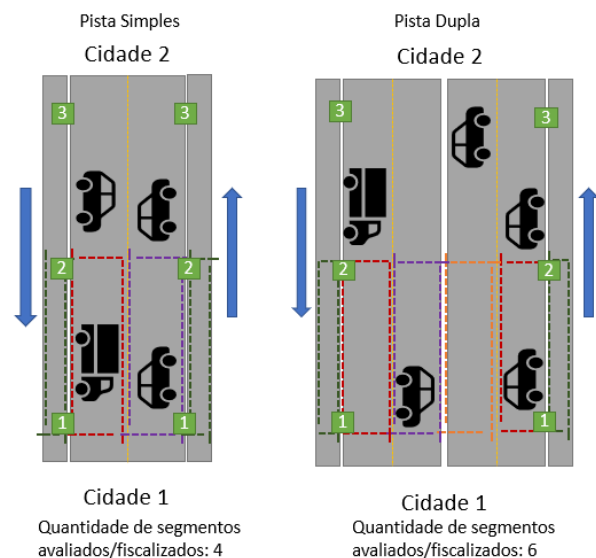 Pista Simples
Cidade 2
3 3
2 2
1 1
Cidade 1
Quantidade de segmentos
avaliados/fiscalizados: 4
Pista Dupla
Cidade 2
3 3
2 2
1 1
Cidade 1
Quantidade de segmentos
avaliados/fiscalizados: 6